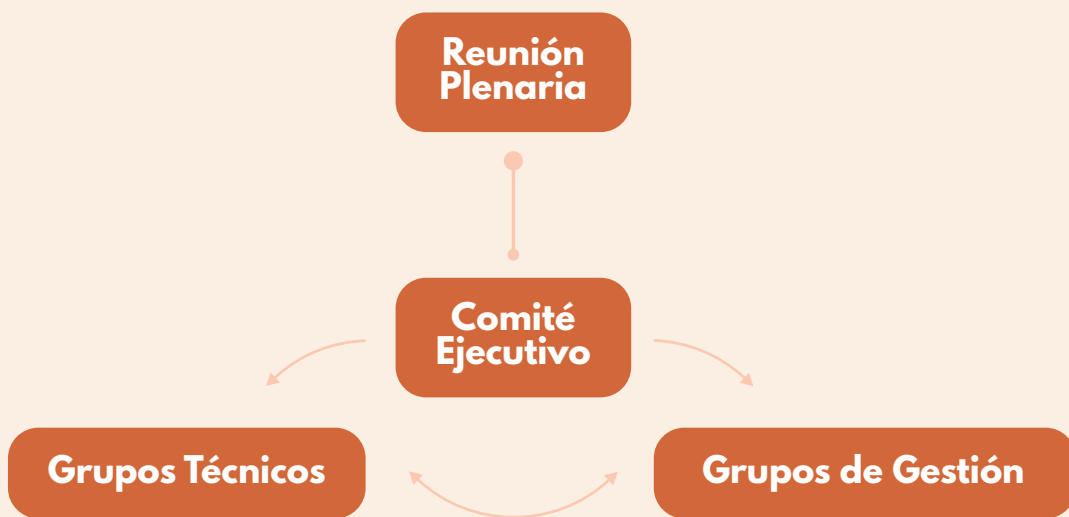 Reunión
Plenaria
Comité
Ejecutivo
Grupos Técnicos
Grupos de Gestión